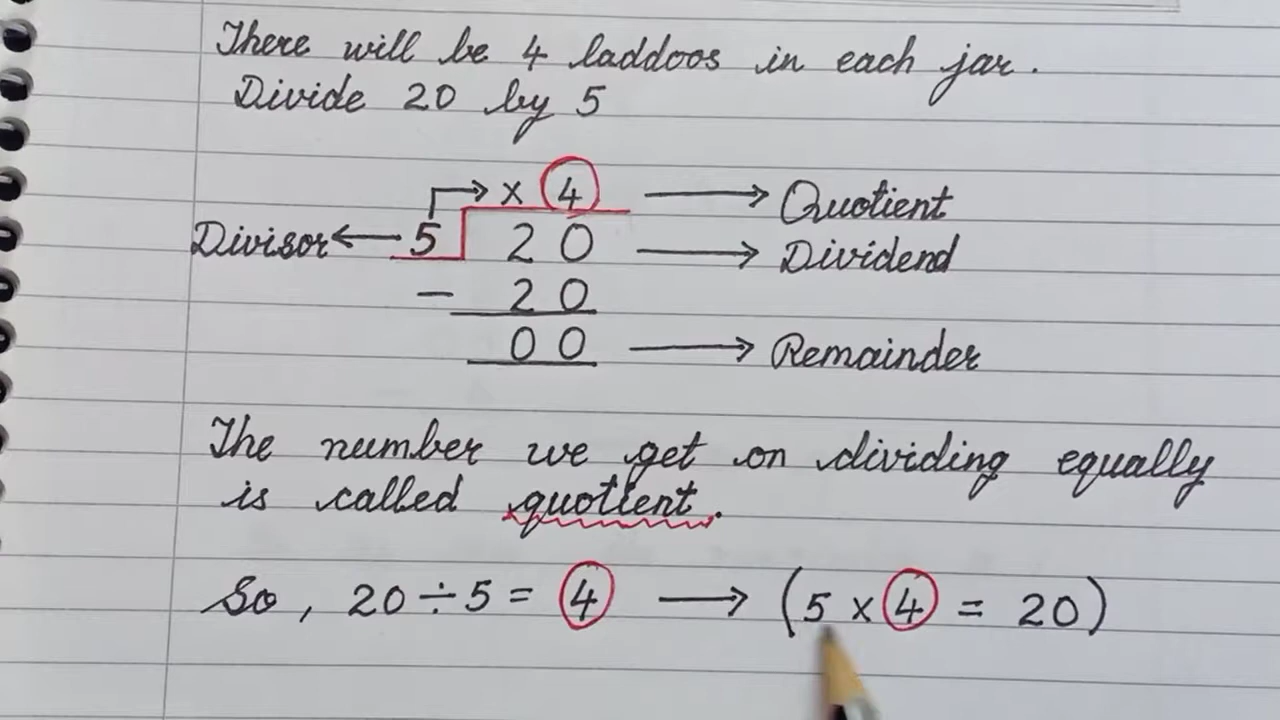 There will be 4 laddoos in each jar.
Divide 20 by 5
× 4 → Quotient
Divisor ← 5 20 → Dividend
– 20
00 → Remainder
The number we get on dividing equally
is called quotient.
So, 20 ÷ 5 = 4 → (5 × 4 = 20)